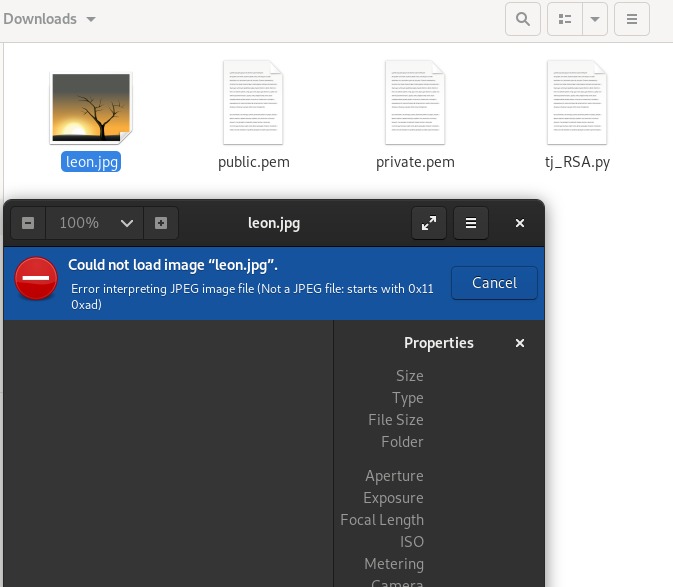 Downloads
leon.jpg
public.pem
private.pem
tj_RSA.py
100%
leon.jpg
Could not load image “leon.jpg”.
Error interpreting JPEG image file (Not a JPEG file: starts with 0x11
0xad)
Cancel
Properties
Size
Type
File Size
Folder
Aperture
Exposure
Focal Length
ISO
Metering
Camera